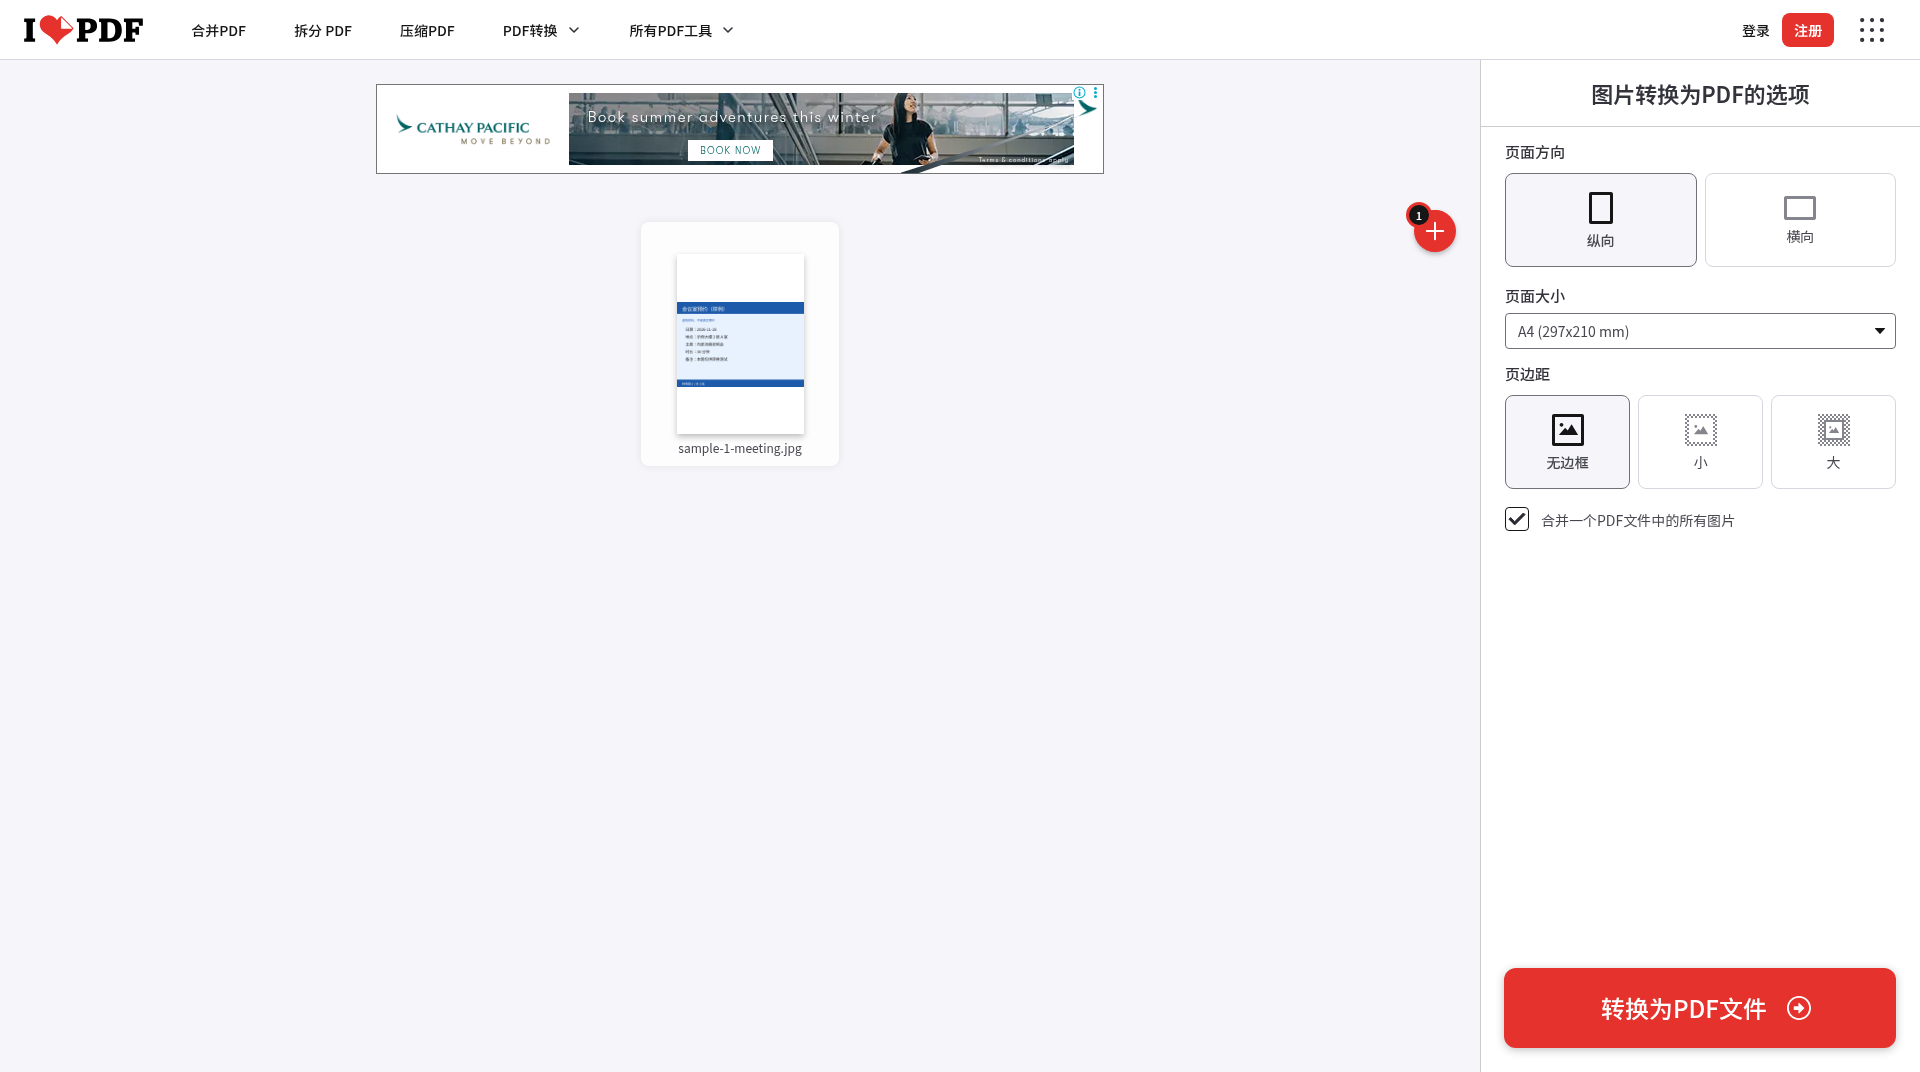 I PDF
合并PDF
拆分 PDF
压缩PDF
PDF转换
所有PDF工具
登录
注册
CATHAY PACIFIC
MOVE BEYOND
Book summer adventures this winter
BOOK NOW
Terms & conditions apply
1
sample-1-meeting.jpg
图片转换为PDF的选项
页面方向
纵向
横向
页面大小
A4 (297x210 mm)
页边距
无边框
小
大
合并一个PDF文件中的所有图片
转换为PDF文件